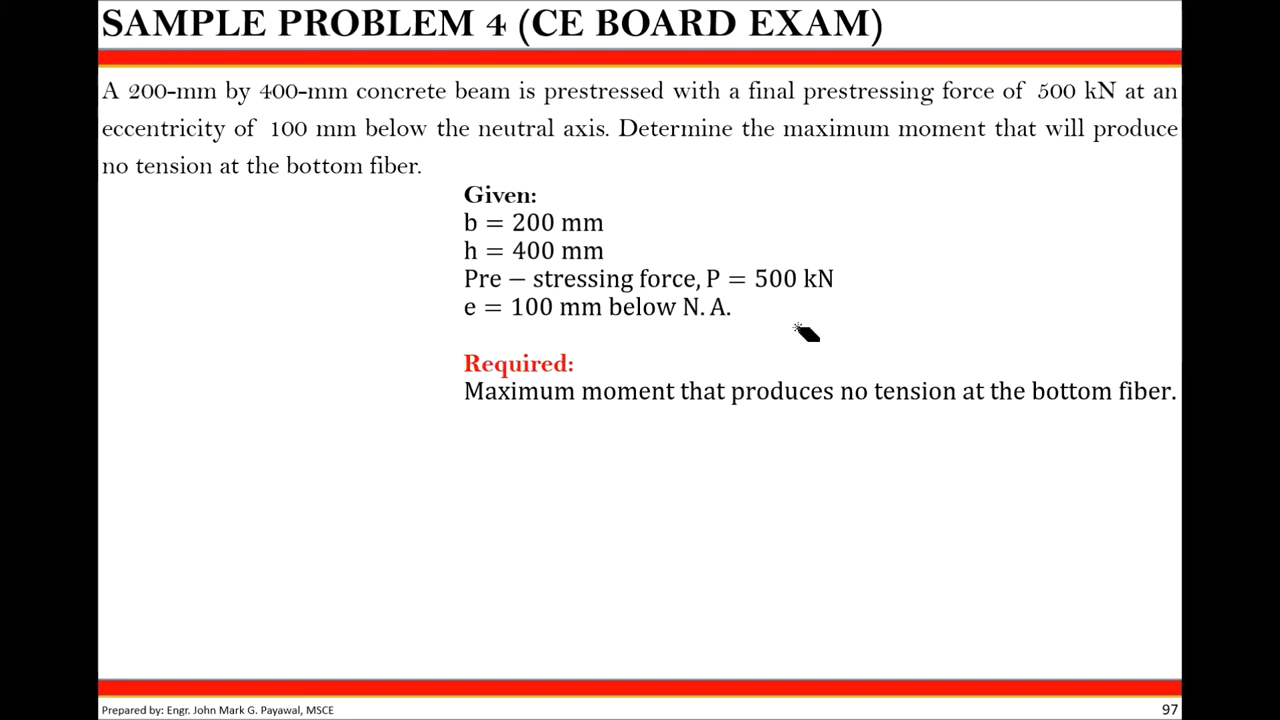 SAMPLE PROBLEM 4 (CE BOARD EXAM)
A 200-mm by 400-mm concrete beam is prestressed with a final prestressing force of 500 kN at an
eccentricity of 100 mm below the neutral axis. Determine the maximum moment that will produce
no tension at the bottom fiber.
Given:
b = 200 mm
h = 400 mm
Pre − stressing force, P = 500 kN
e = 100 mm below N. A.
Required:
Maximum moment that produces no tension at the bottom fiber.
Prepared by: Engr. John Mark G. Payawal, MSCE
97